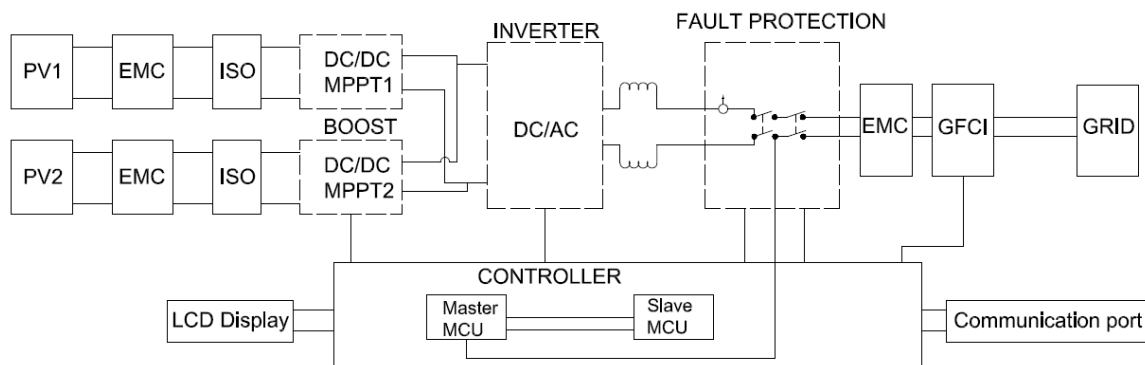 INVERTER
FAULT PROTECTION
PV1
EMC
ISO
DC/DC
MPPT1
BOOST
DC/AC
EMC
GFCI
GRID
PV2
EMC
ISO
DC/DC
MPPT2
CONTROLLER
LCD Display
Master
MCU
Slave
MCU
Communication port